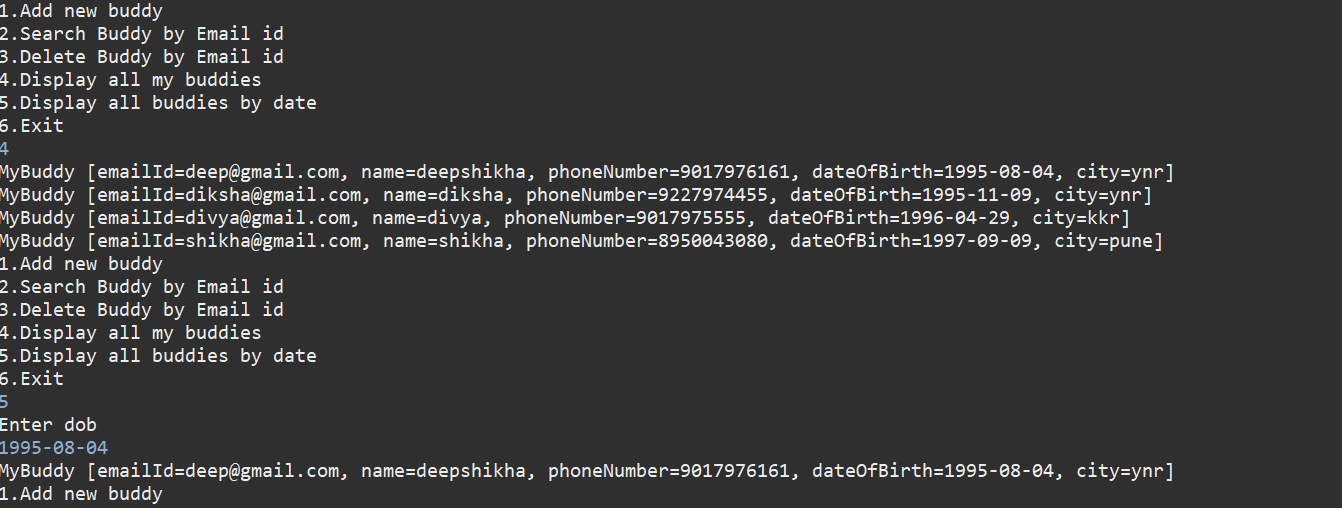 1.Add new buddy
2.Search Buddy by Email id
3.Delete Buddy by Email id
4.Display all my buddies
5.Display all buddies by date
6.Exit
4
MyBuddy [emailId=deep@gmail.com, name=deepshikha, phoneNumber=9017976161, dateOfBirth=1995-08-04, city=ynr]
MyBuddy [emailId=diksha@gmail.com, name=diksha, phoneNumber=9227974455, dateOfBirth=1995-11-09, city=ynr]
MyBuddy [emailId=divya@gmail.com, name=divya, phoneNumber=9017975555, dateOfBirth=1996-04-29, city=kkr]
MyBuddy [emailId=shikha@gmail.com, name=shikha, phoneNumber=8950043080, dateOfBirth=1997-09-09, city=pune]
1.Add new buddy
2.Search Buddy by Email id
3.Delete Buddy by Email id
4.Display all my buddies
5.Display all buddies by date
6.Exit
5
Enter dob
1995-08-04
MyBuddy [emailId=deep@gmail.com, name=deepshikha, phoneNumber=9017976161, dateOfBirth=1995-08-04, city=ynr]
1.Add new buddy